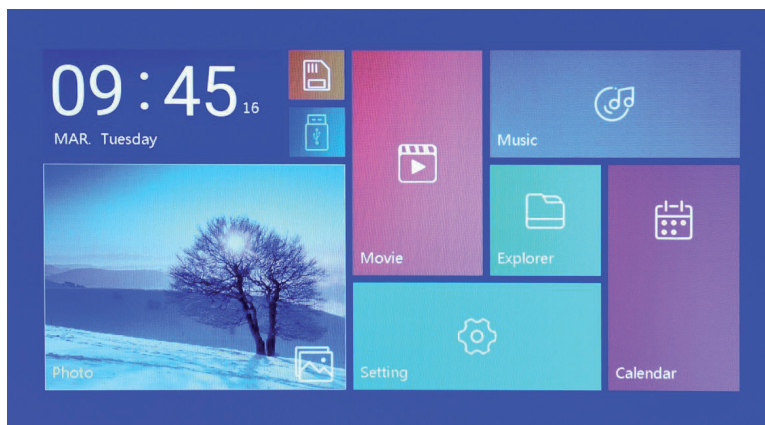 09 : 45 16
MAR. Tuesday
Photo
Movie
Music
Explorer
Setting
Calendar